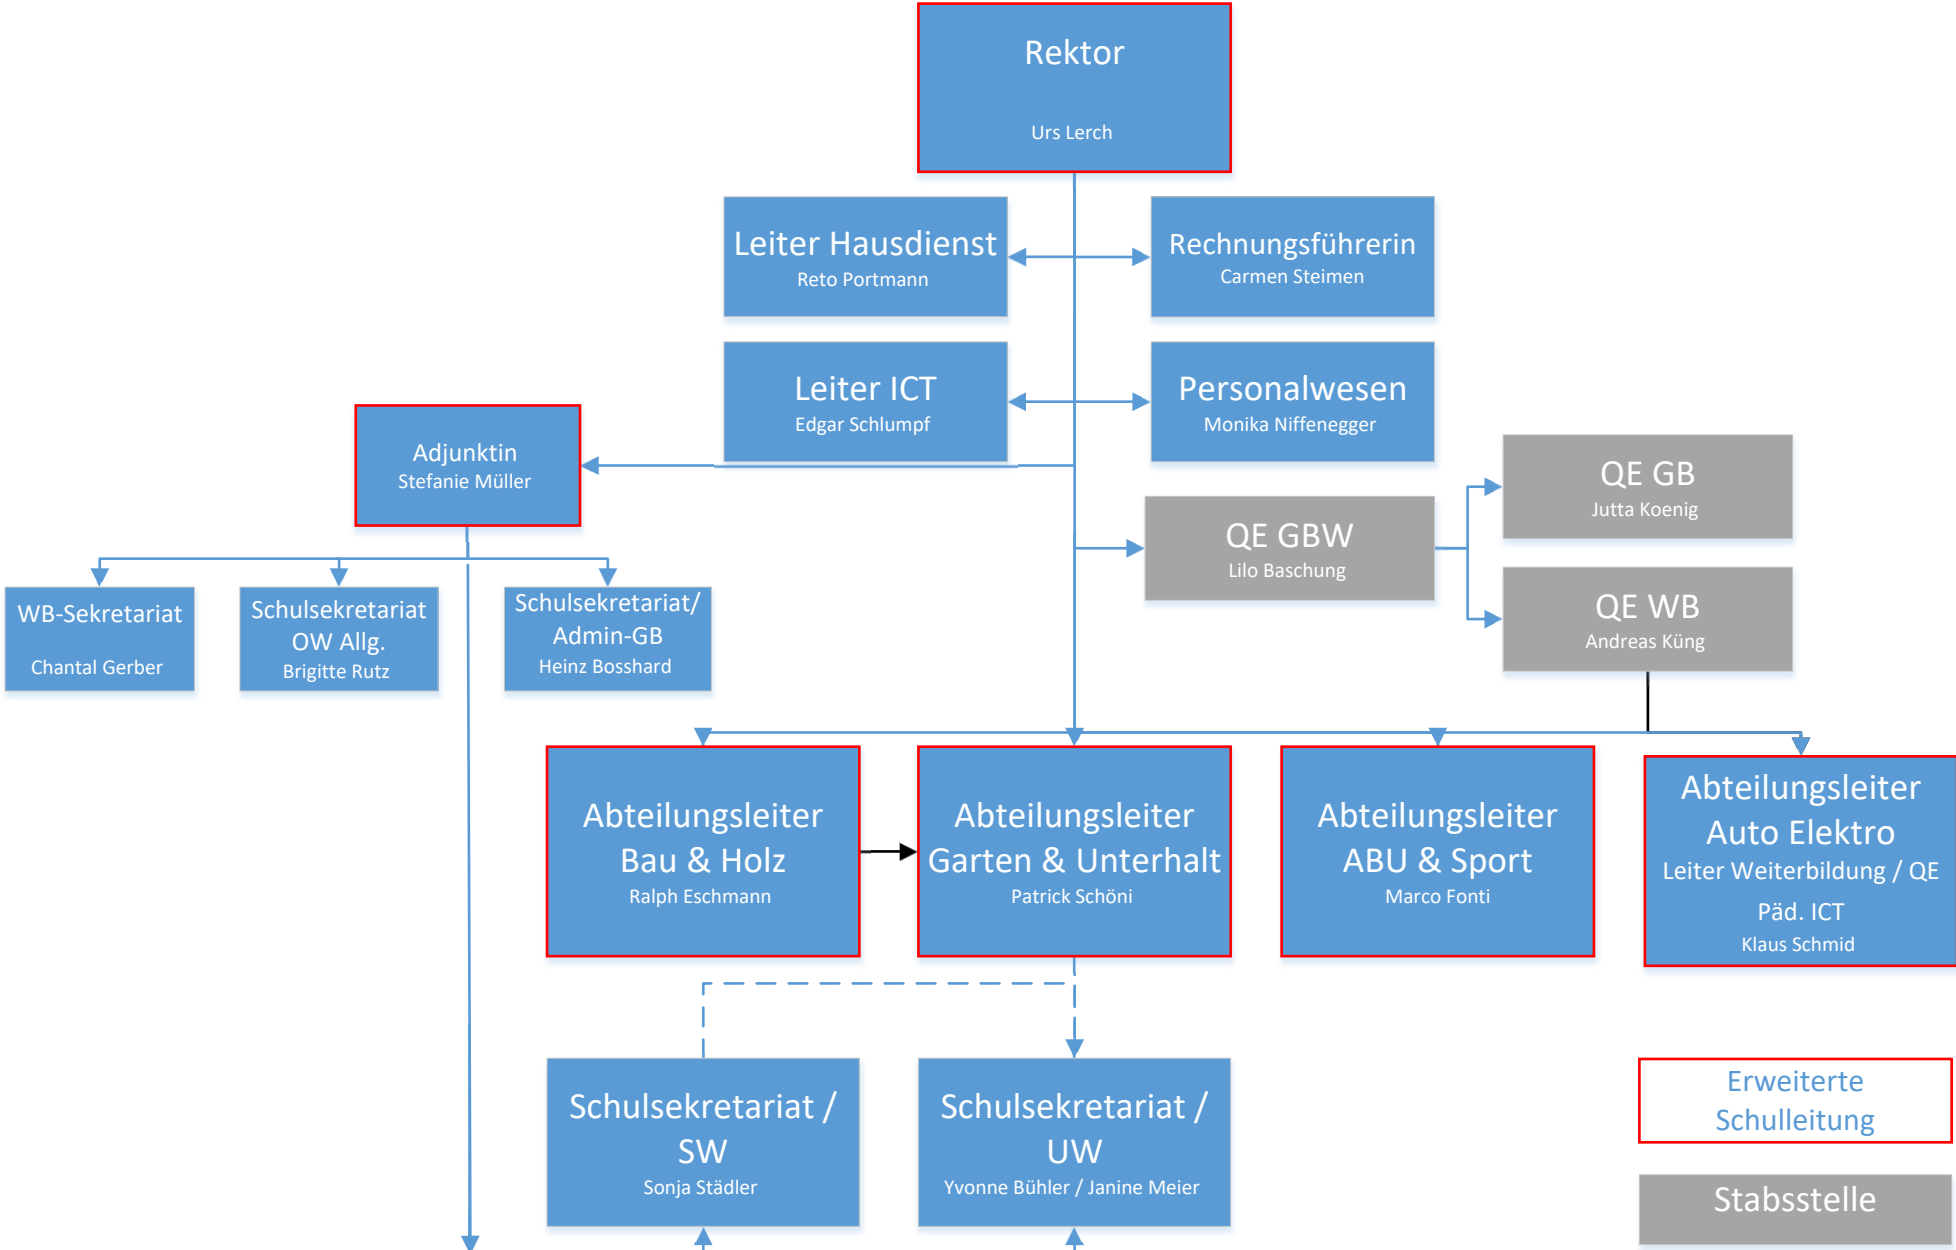 Rektor
Urs Lerch
Leiter Hausdienst
Reto Portmann
Rechnungsführerin
Carmen Steimen
Leiter ICT
Edgar Schlumpf
Personalwesen
Monika Niffenegger
Adjunktin
Stefanie Müller
QE GB
Jutta Koenig
QE GBW
Lilo Baschung
QE WB
Andreas Küng
WB-Sekretariat
Chantal Gerber
Schulsekretariat
OW Allg.
Brigitte Rutz
Schulsekretariat/
Admin-GB
Heinz Bosshard
Abteilungsleiter
Bau & Holz
Ralph Eschmann
Abteilungsleiter
Garten & Unterhalt
Patrick Schöni
Abteilungsleiter
ABU & Sport
Marco Fonti
Abteilungsleiter
Auto Elektro
Leiter Weiterbildung / QE
Päd. ICT
Klaus Schmid
Schulsekretariat /
SW
Sonja Städler
Schulsekretariat /
UW
Yvonne Bühler / Janine Meier
Erweiterte
Schulleitung
Stabsstelle